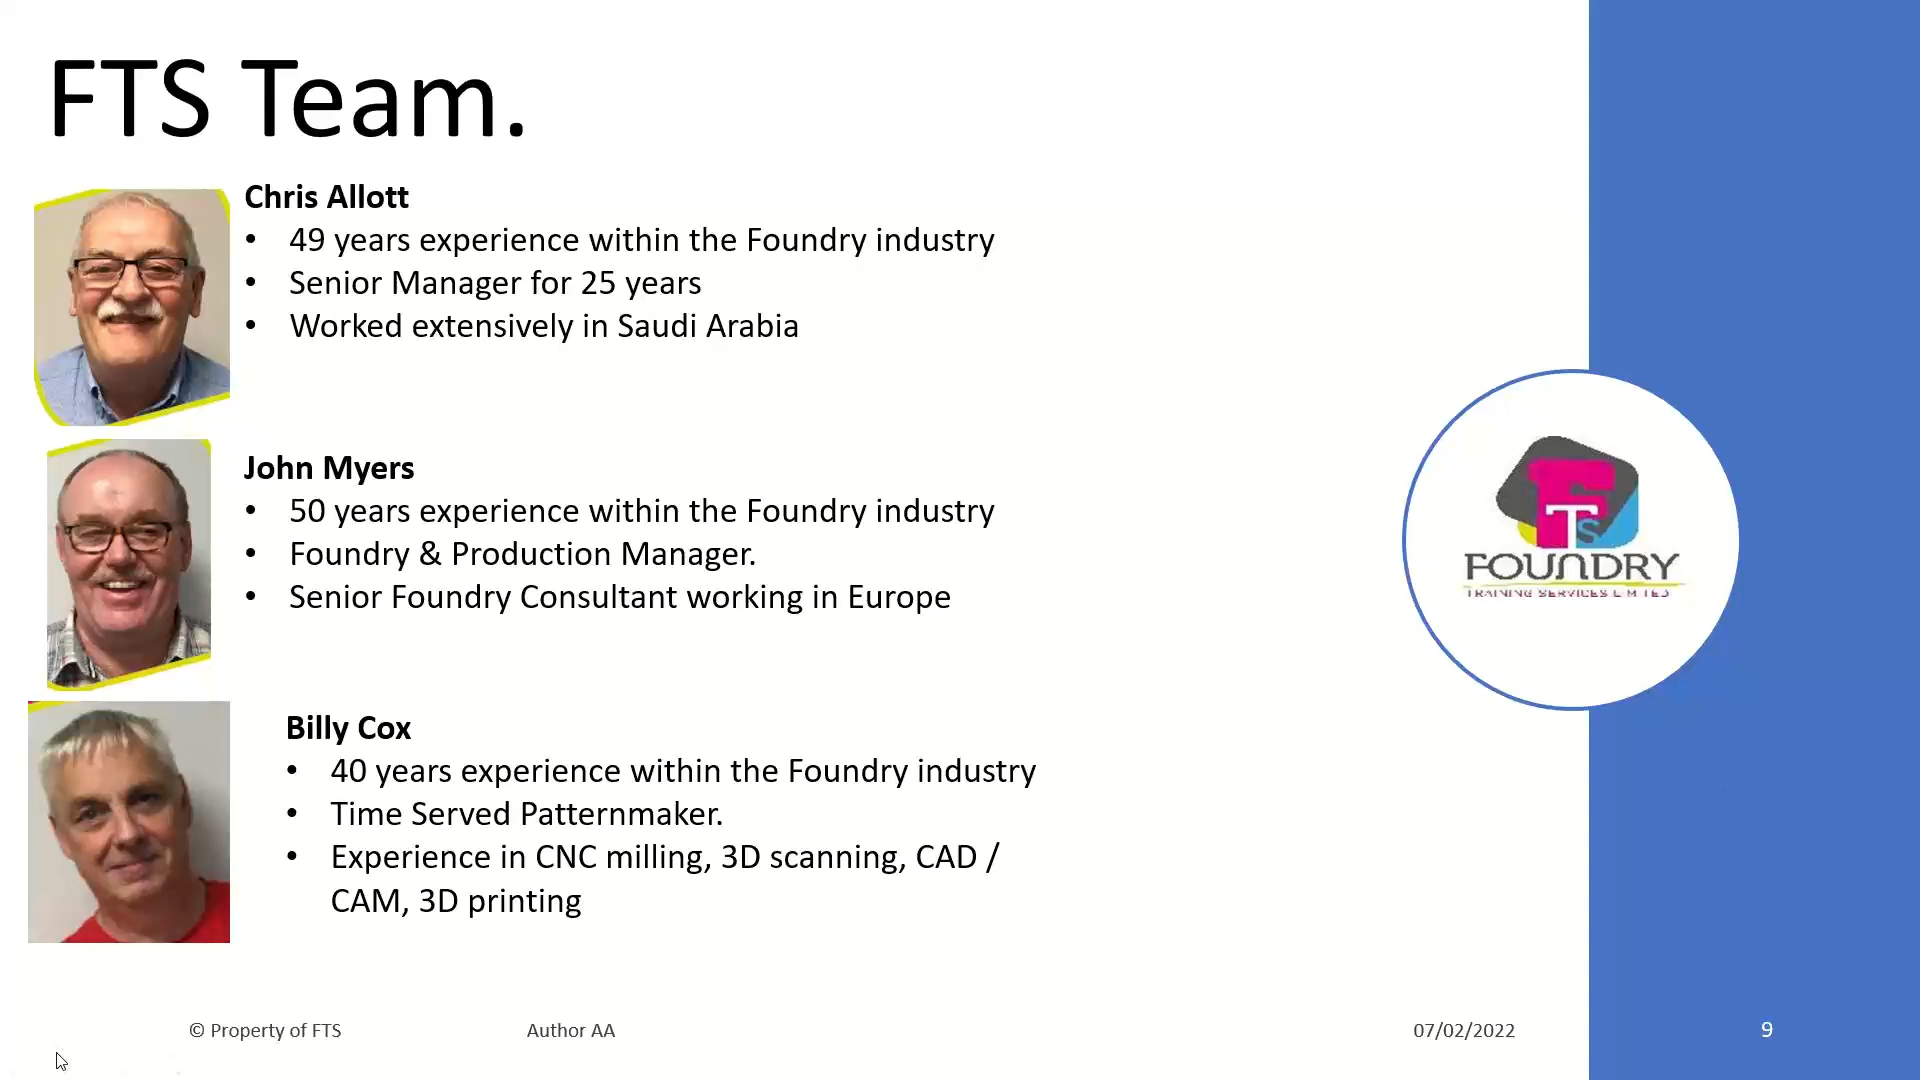 FTS Team.
Chris Allott
• 49 years experience within the Foundry industry
• Senior Manager for 25 years
• Worked extensively in Saudi Arabia
John Myers
• 50 years experience within the Foundry industry
• Foundry & Production Manager.
• Senior Foundry Consultant working in Europe
Billy Cox
• 40 years experience within the Foundry industry
• Time Served Patternmaker.
• Experience in CNC milling, 3D scanning, CAD /
CAM, 3D printing
FTS
FOUNDRY
TRAINING SERVICES LIMITED
© Property of FTS
Author AA
07/02/2022
9